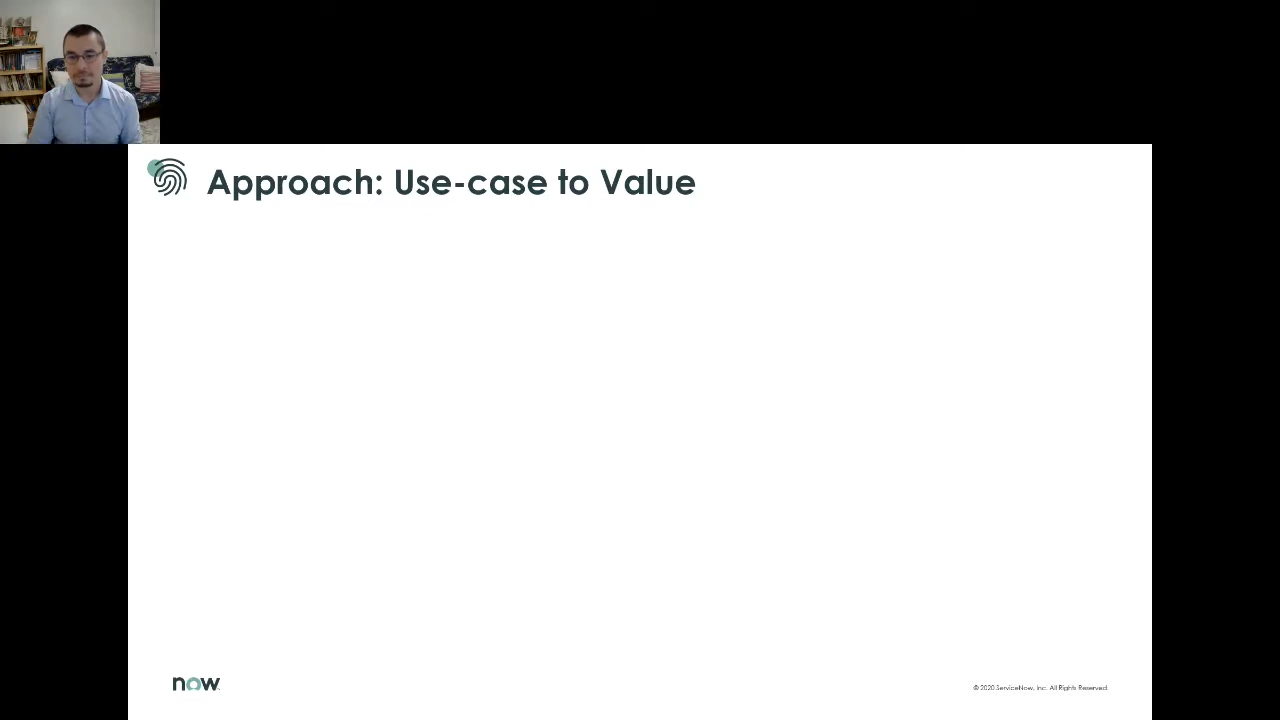 Approach: Use-case to Value
now
© 2020 ServiceNow, Inc. All Rights Reserved.